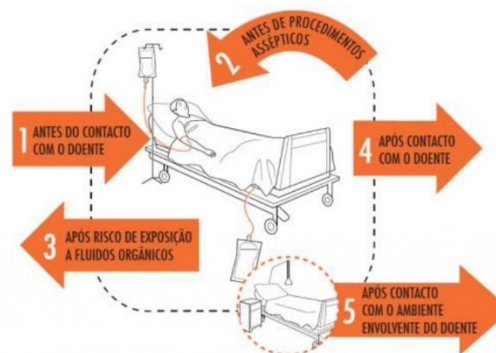 1 ANTES DO CONTACTO
COM O DOENTE
2 ANTES DE PROCEDIMENTOS
ASSÉPTICOS
3 APÓS RISCO DE EXPOSIÇÃO
A FLUIDOS ORGÂNICOS
4 APÓS CONTACTO
COM O DOENTE
5 APÓS CONTACTO
COM O AMBIENTE
ENVOLVENTE DO DOENTE